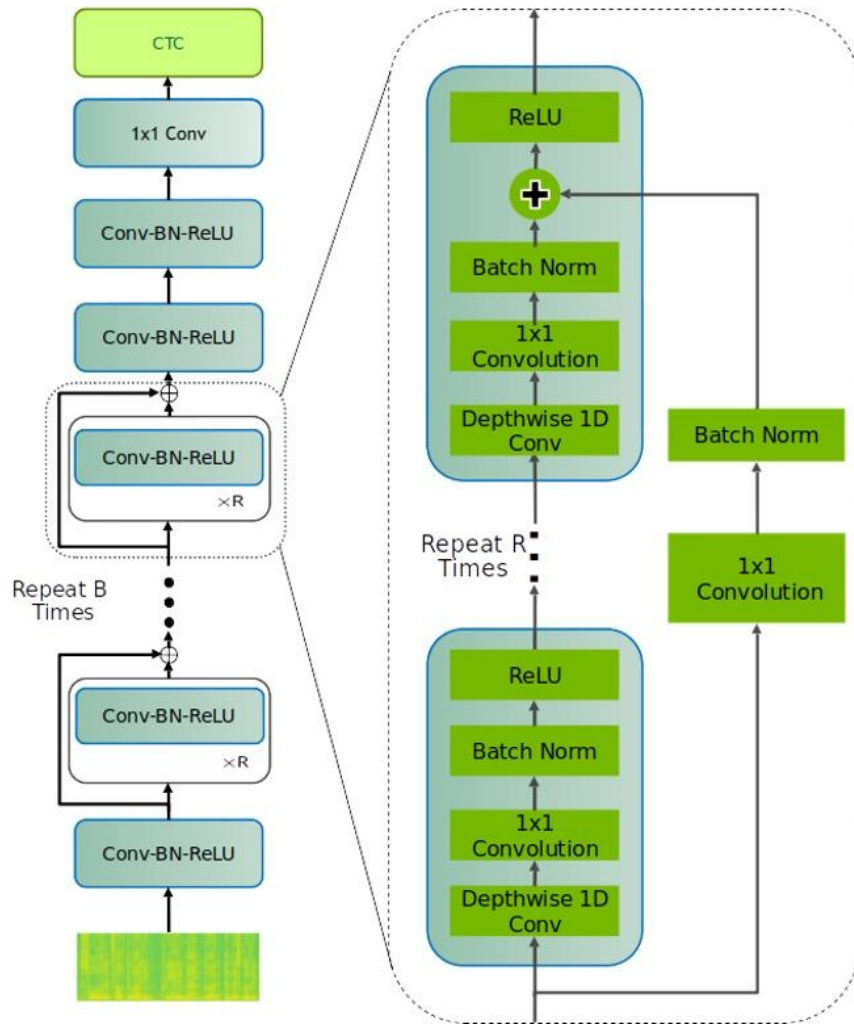 CTC
1x1 Conv
Conv-BN-ReLU
Conv-BN-ReLU
Conv-BN-ReLU
×R
Repeat B
Times
Conv-BN-ReLU
×R
Conv-BN-ReLU
ReLU
Batch Norm
1x1
Convolution
Depthwise 1D
Conv
Batch Norm
1x1
Convolution
Repeat R
Times
ReLU
Batch Norm
1x1
Convolution
Depthwise 1D
Conv